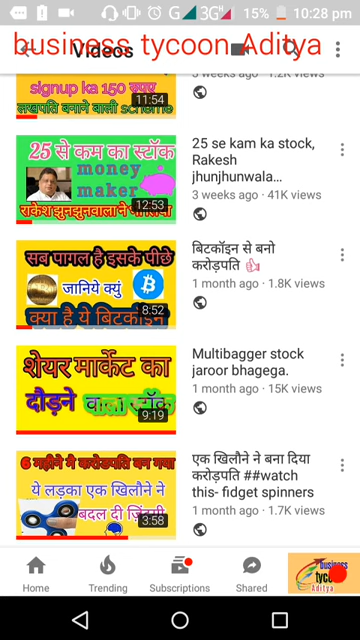 15% 10:28 pm
business tycoon Aditya
Videos
3 weeks ago · 1.2K views
signup ka 150 रुपए
लखपति बनाने वाली scheme
11:54
25 से कम का स्टॉक
money
maker
राकेश झुनझुनवाला ने
12:53
25 se kam ka stock,
Rakesh
jhunjhunwala...
3 weeks ago · 41K views
सब पागल है इसके पीछे
जानिये क्युं
क्या है ये बिटकॉइन
8:52
बिटकॉइन से बनो
करोड़पति 👍
1 month ago · 1.8K views
शेयर मार्केट का
दौड़ने वाला स्टॉक
9:19
Multibagger stock
jaroor bhagega.
1 month ago · 15K views
6 महीने मै करोडपति बन गया
ये लड़का एक खिलौने ने
बदल दी ज़िंदगी
3:58
एक खिलौने ने बना दिया
करोड़पति ##watch
this- fidget spinners
1 month ago · 1.7K views
Home
Trending
Subscriptions
Shared
business
tycoon
Aditya